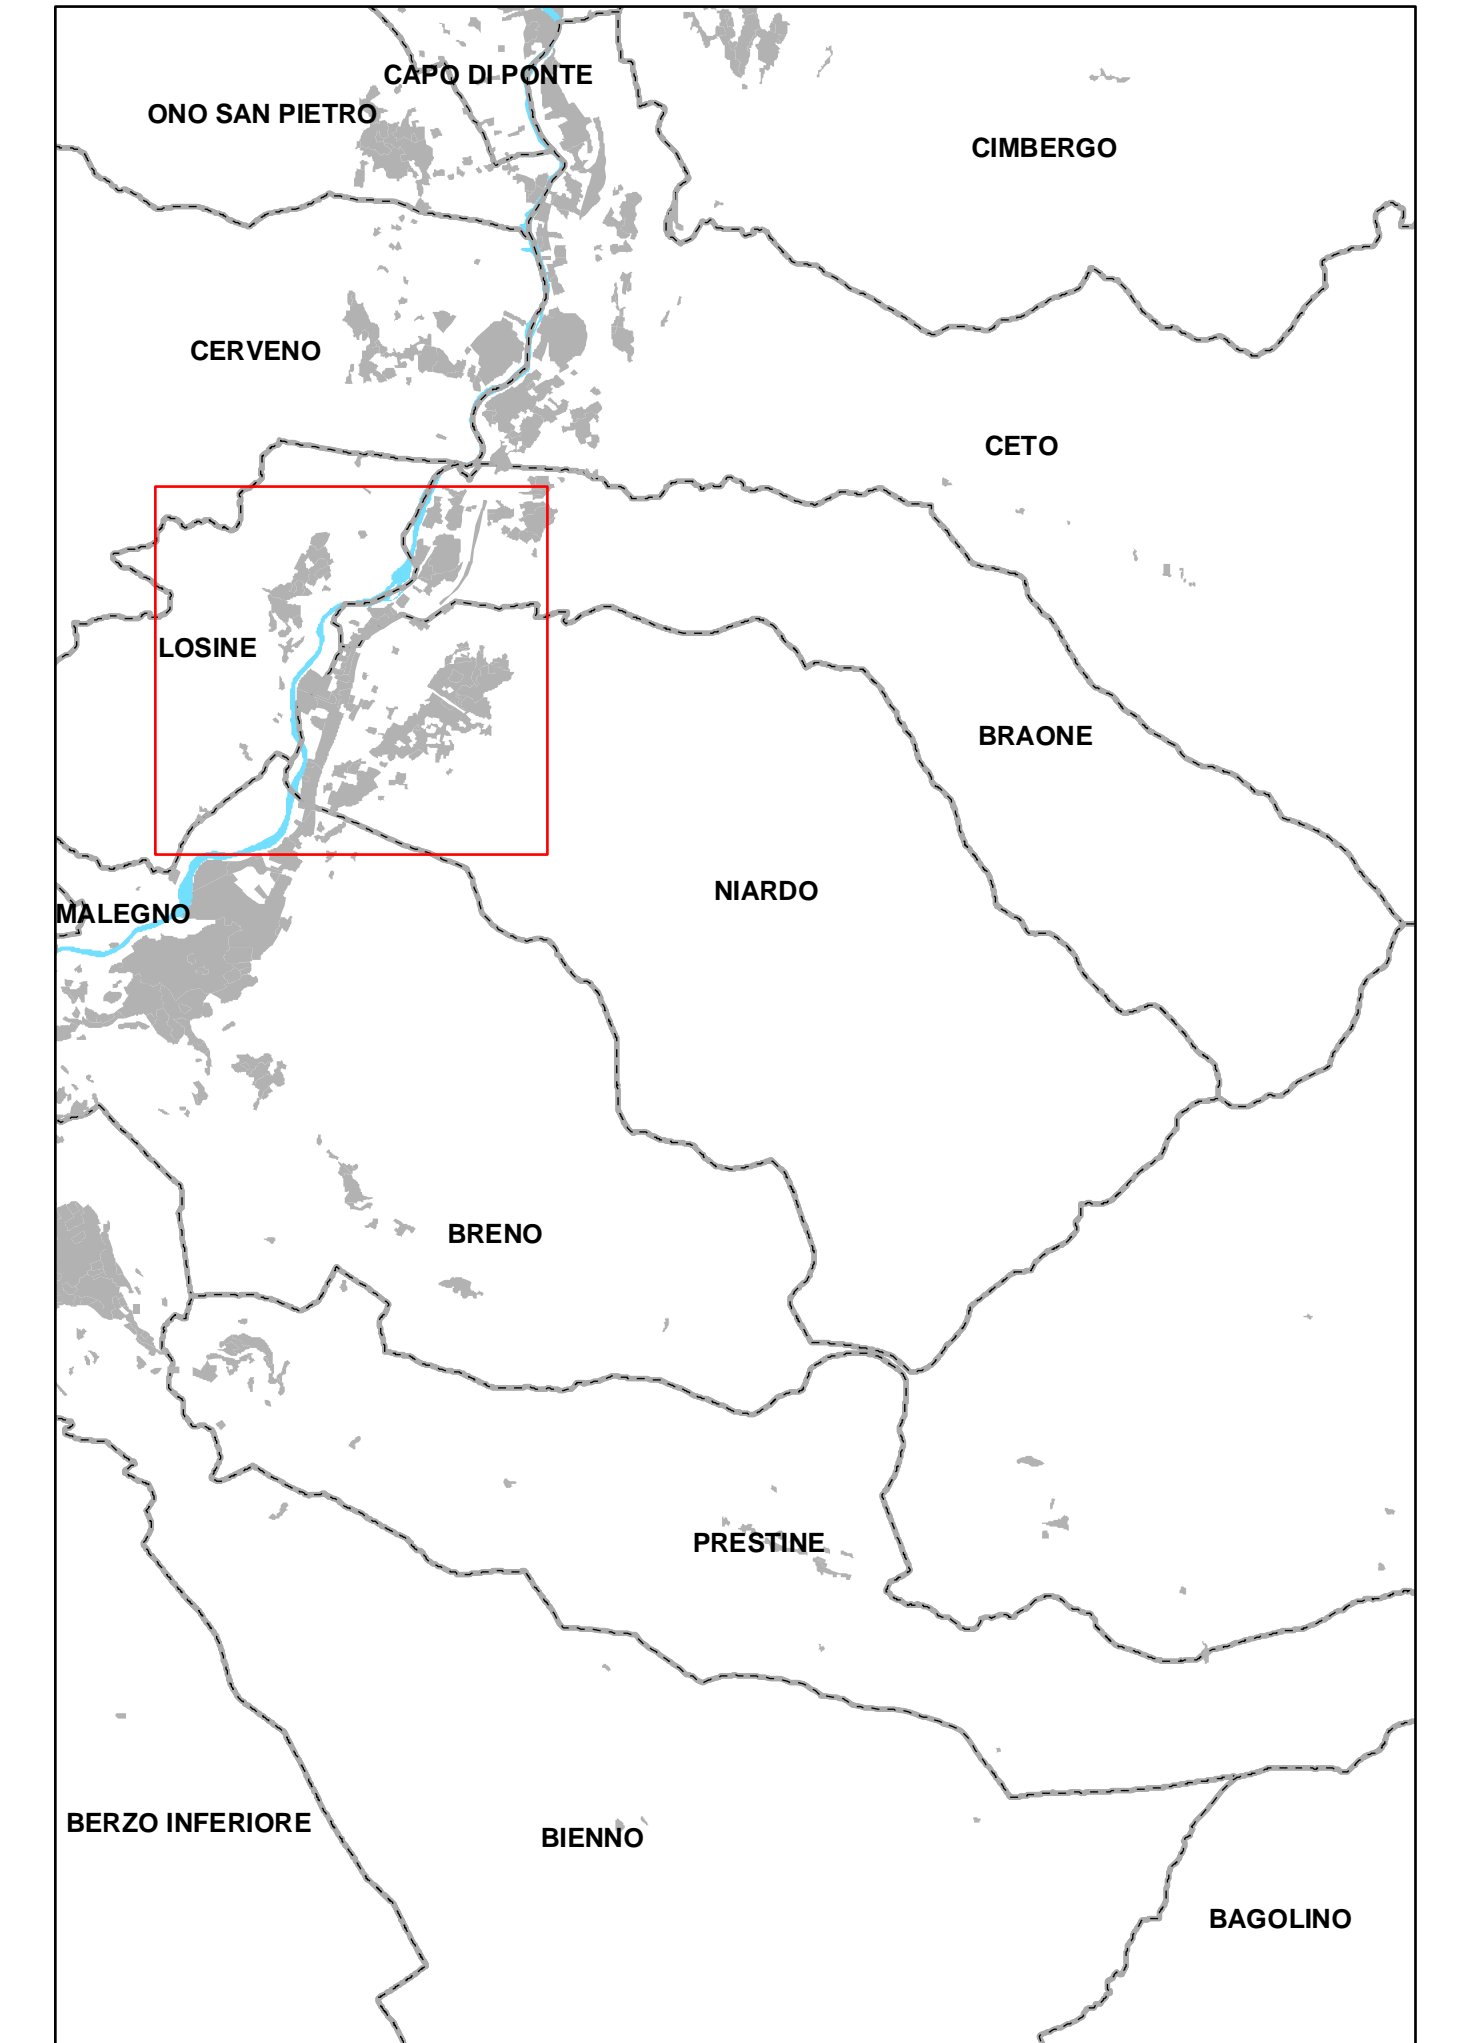 CAPO DI PONTE
ONO SAN PIETRO
CIMBERGO
CERVENO
CETO
LOSINE
BRAONE
NIARDO
MALEGNO
BRENO
PRESTINE
BERZO INFERIORE
BIENNO
BAGOLINO